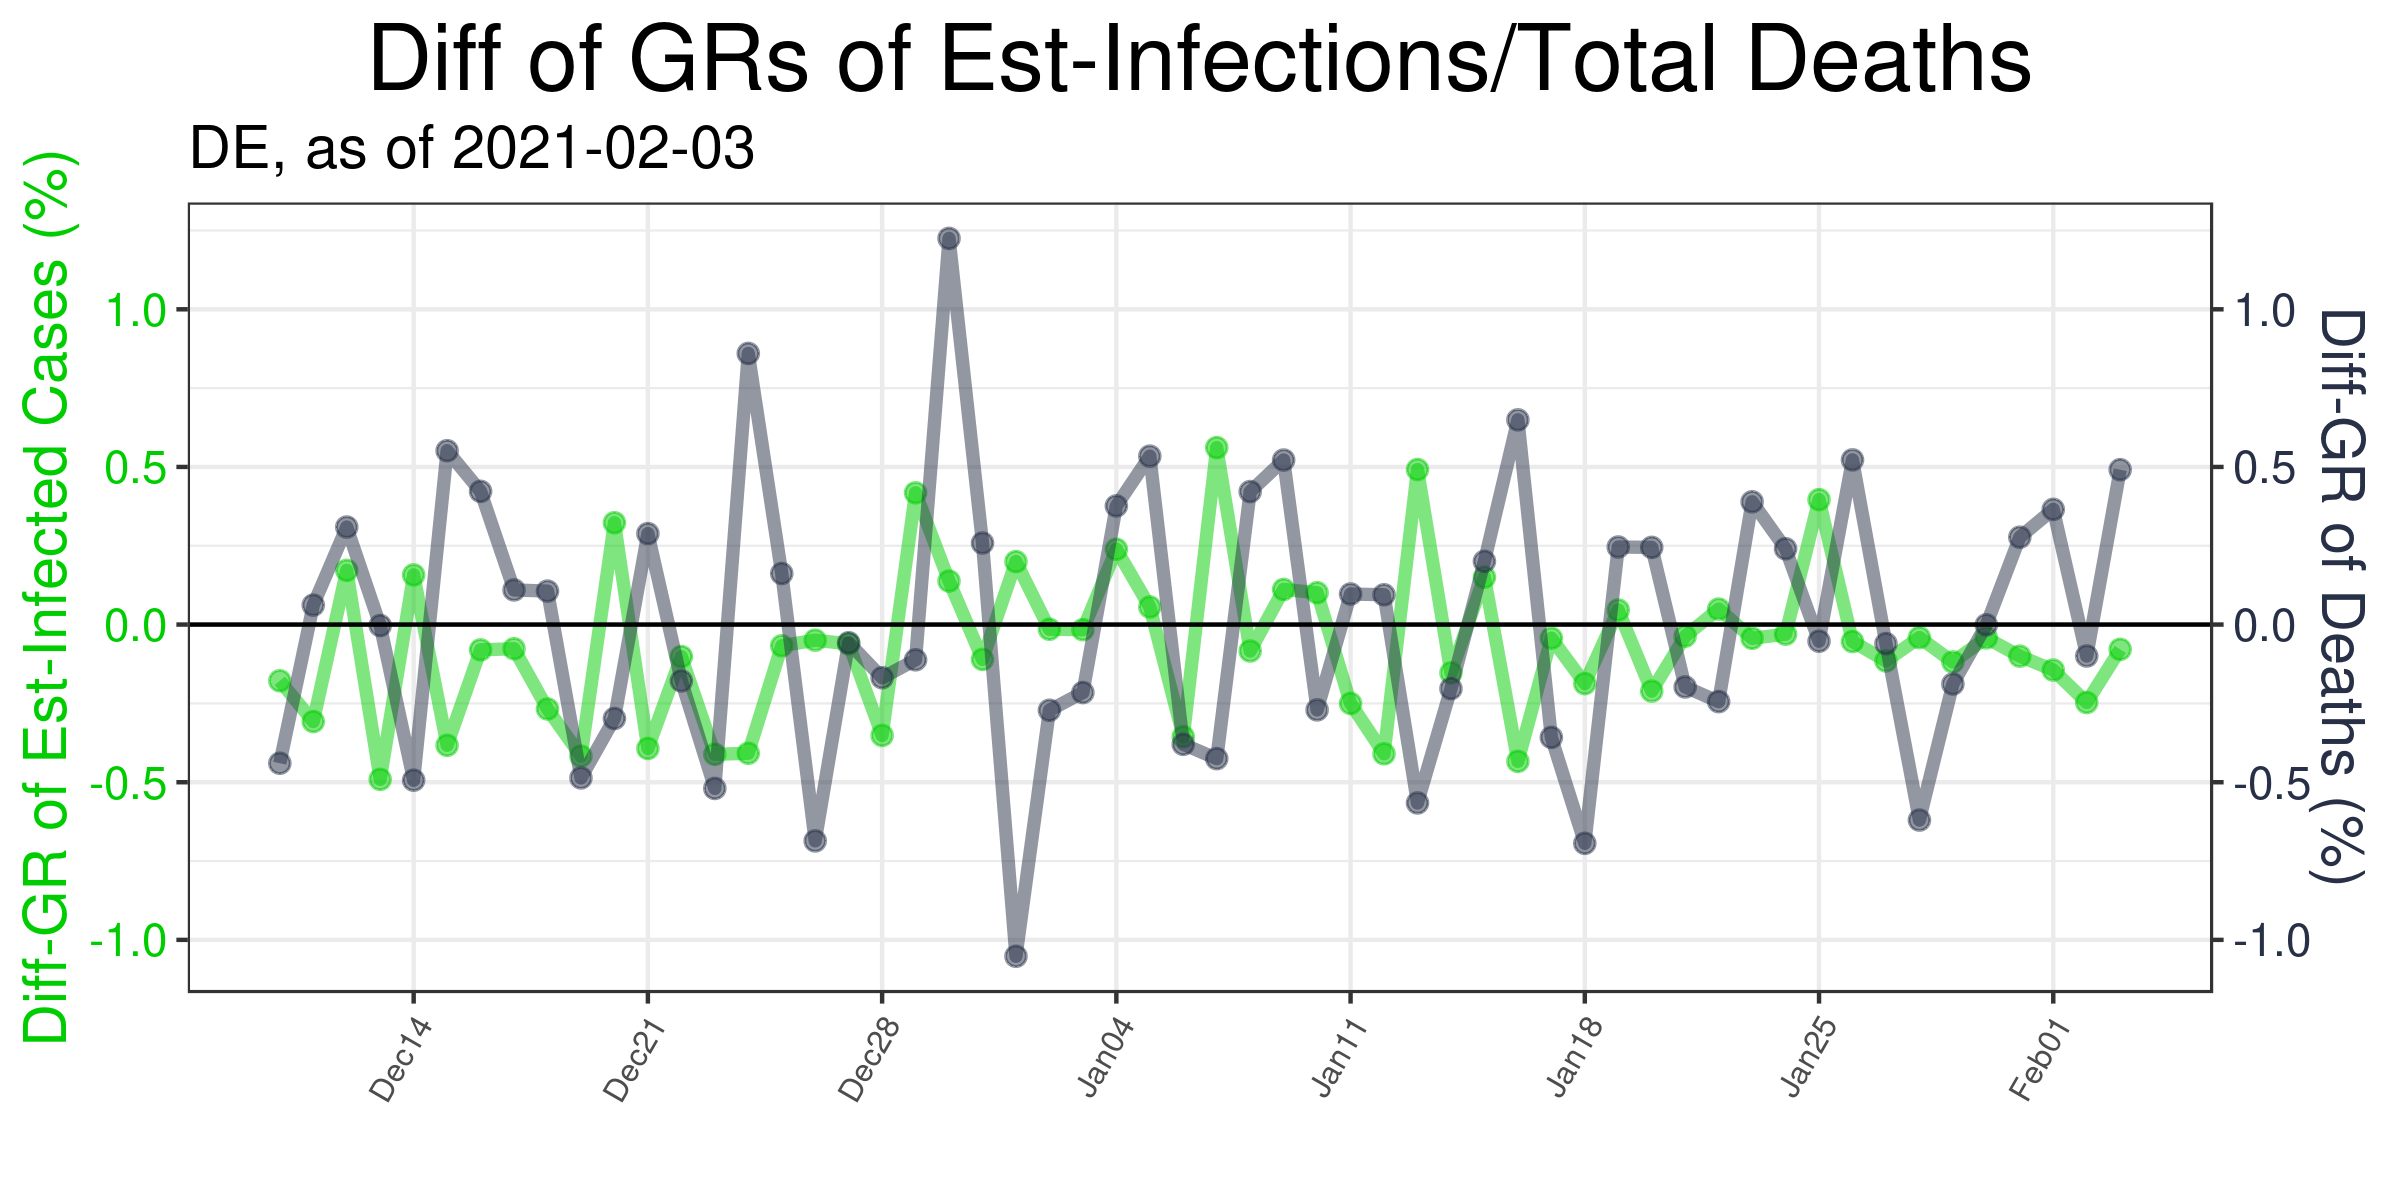 Diff of GRs of Est-Infections/Total Deaths
DE, as of 2021-02-03
Diff-GR of Est-Infected Cases (%)
1.0
0.5
0.0
-0.5
-1.0
1.0
0.5
0.0
-0.5
-1.0
Diff-GR of Deaths (%)
Dec14
Dec21
Dec28
Jan04
Jan11
Jan18
Jan25
Feb01